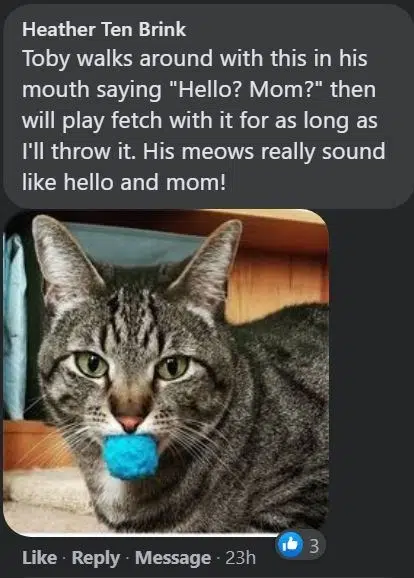 Heather Ten Brink
Toby walks around with this in his
mouth saying "Hello? Mom?" then
will play fetch with it for as long as
I'll throw it. His meows really sound
like hello and mom!
Like · Reply · Message · 23h
3